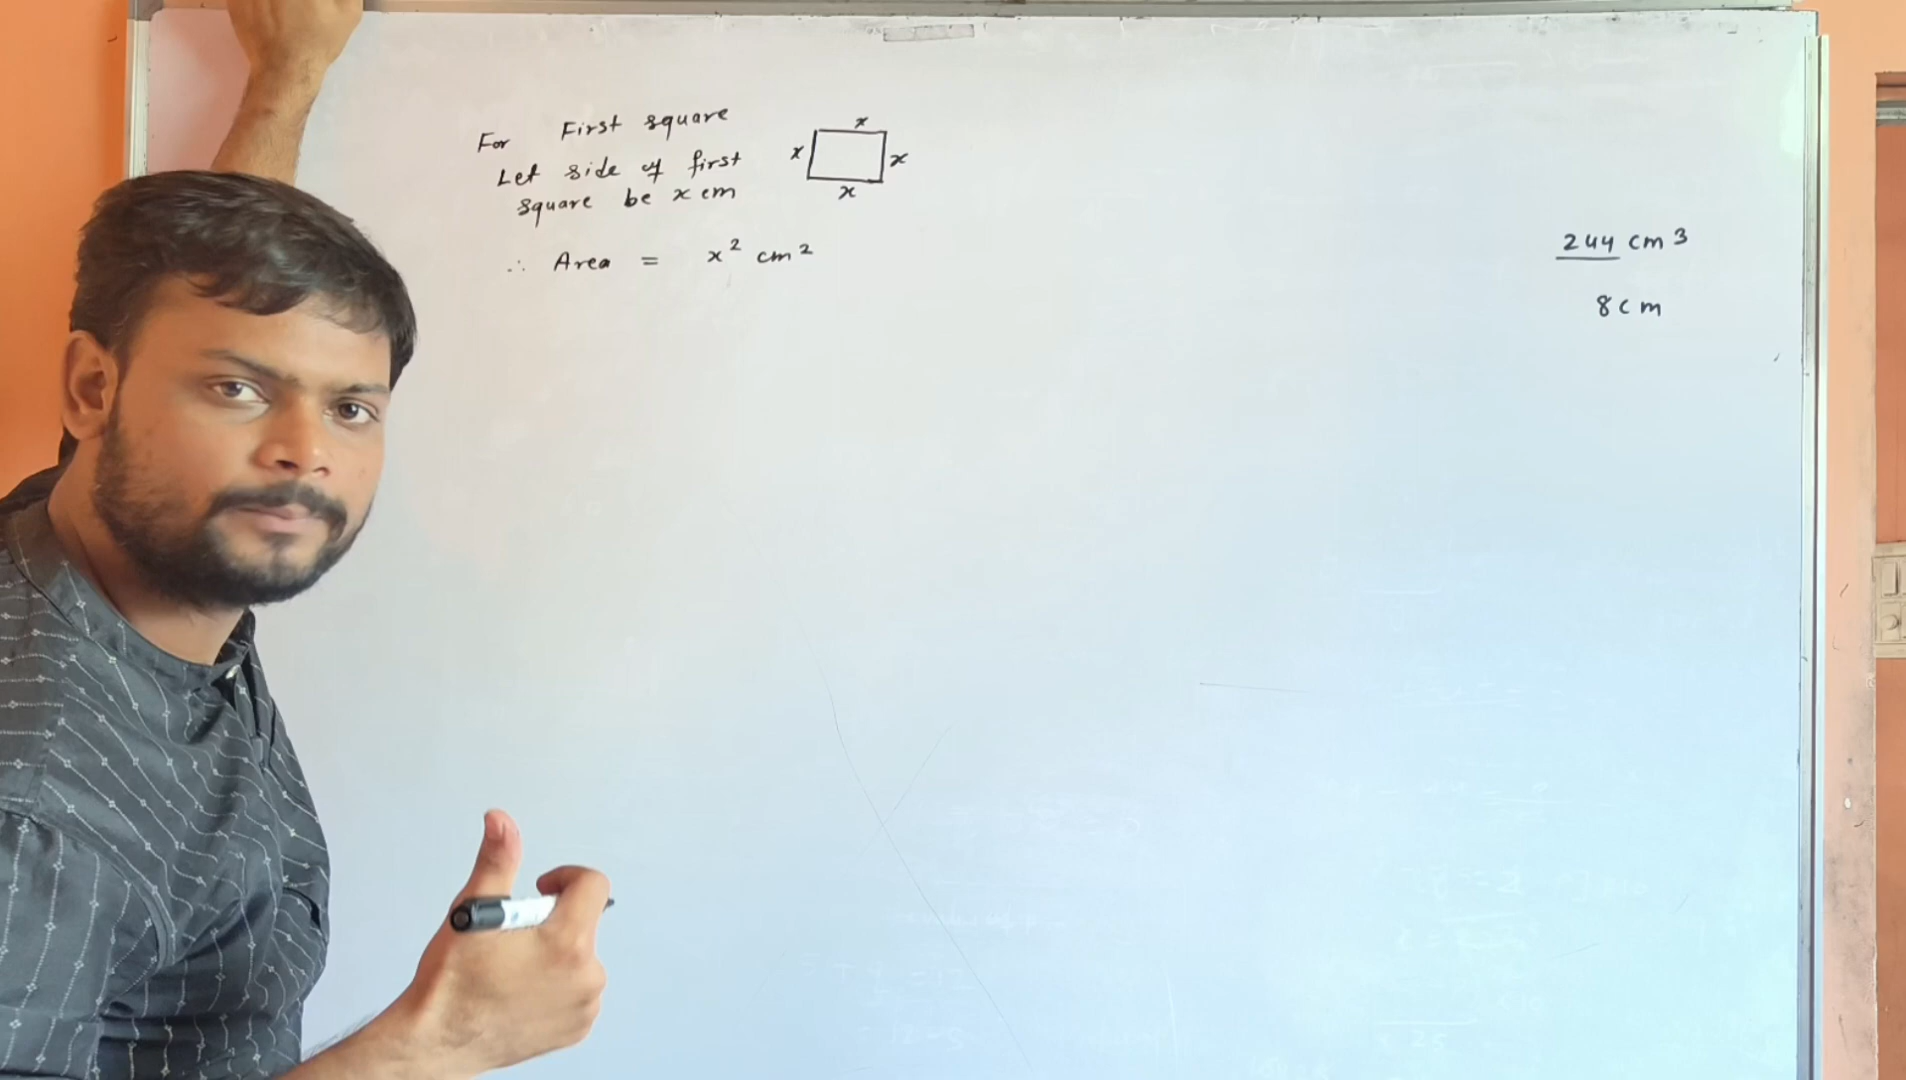 For First square
Let side of first
square be x cm
x
x
x
x
∴ Area = x² cm²
244 cm 3
8 cm